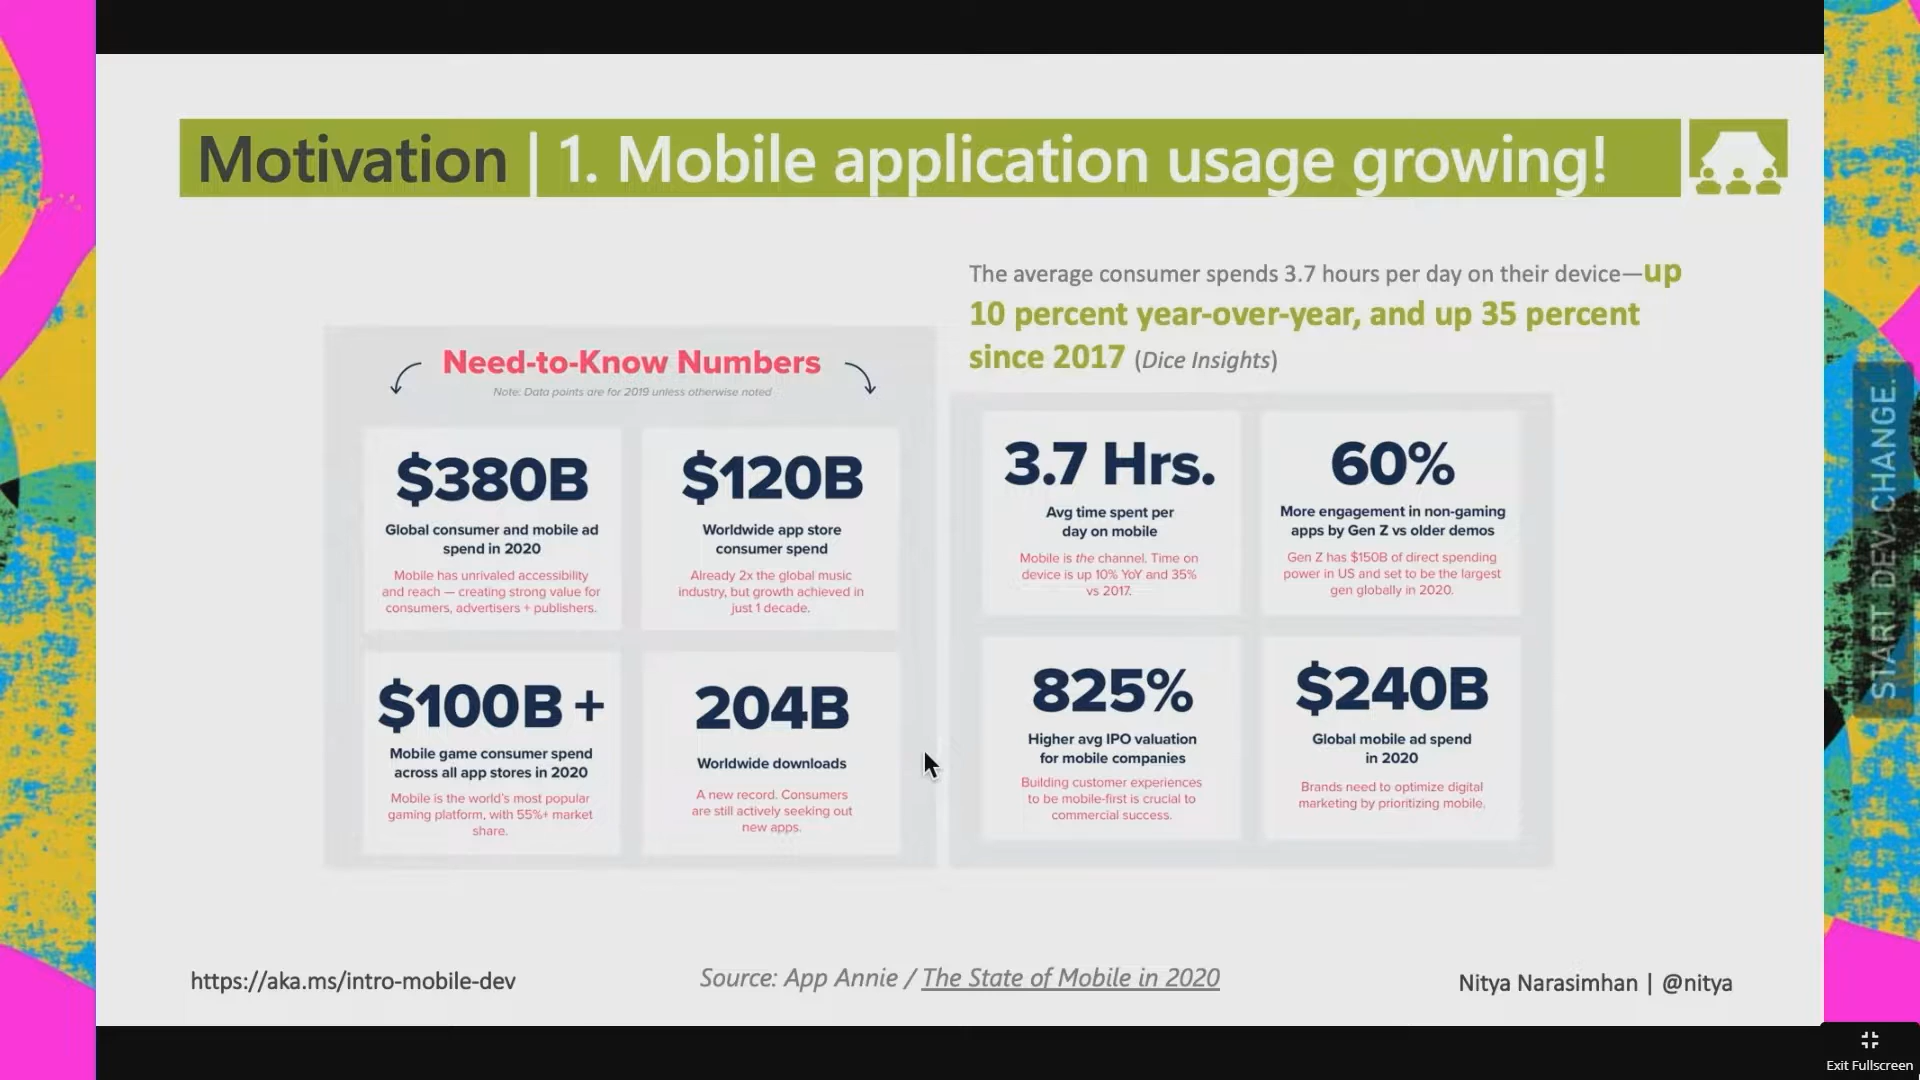 Motivation | 1. Mobile application usage growing!
The average consumer spends 3.7 hours per day on their device—up
10 percent year-over-year, and up 35 percent
since 2017 (Dice Insights)
Need-to-Know Numbers
Note: Data points are for 2019 unless otherwise noted
$380B
Global consumer and mobile ad
spend in 2020
Mobile has unrivaled accessibility
and reach — creating strong value for
consumers, advertisers + publishers.
$120B
Worldwide app store
consumer spend
Already 2x the global music
industry, but growth achieved in
just 1 decade.
$100B +
Mobile game consumer spend
across all app stores in 2020
Mobile is the world's most popular
gaming platform, with 55%+ market
share.
204B
Worldwide downloads
A new record. Consumers
are still actively seeking out
new apps.
3.7 Hrs.
Avg time spent per
day on mobile
Mobile is the channel. Time on
device is up 10% YoY and 35%
vs 2017.
60%
More engagement in non-gaming
apps by Gen Z vs older demos
Gen Z has $150B of direct spending
power in US and set to be the largest
gen globally in 2020.
825%
Higher avg IPO valuation
for mobile companies
Building customer experiences
to be mobile-first is crucial to
commercial success.
$240B
Global mobile ad spend
in 2020
Brands need to optimize digital
marketing by prioritizing mobile.
https://aka.ms/intro-mobile-dev
Source: App Annie / The State of Mobile in 2020
Nitya Narasimhan | @nitya
START DEV CHANGE.
Exit Fullscreen